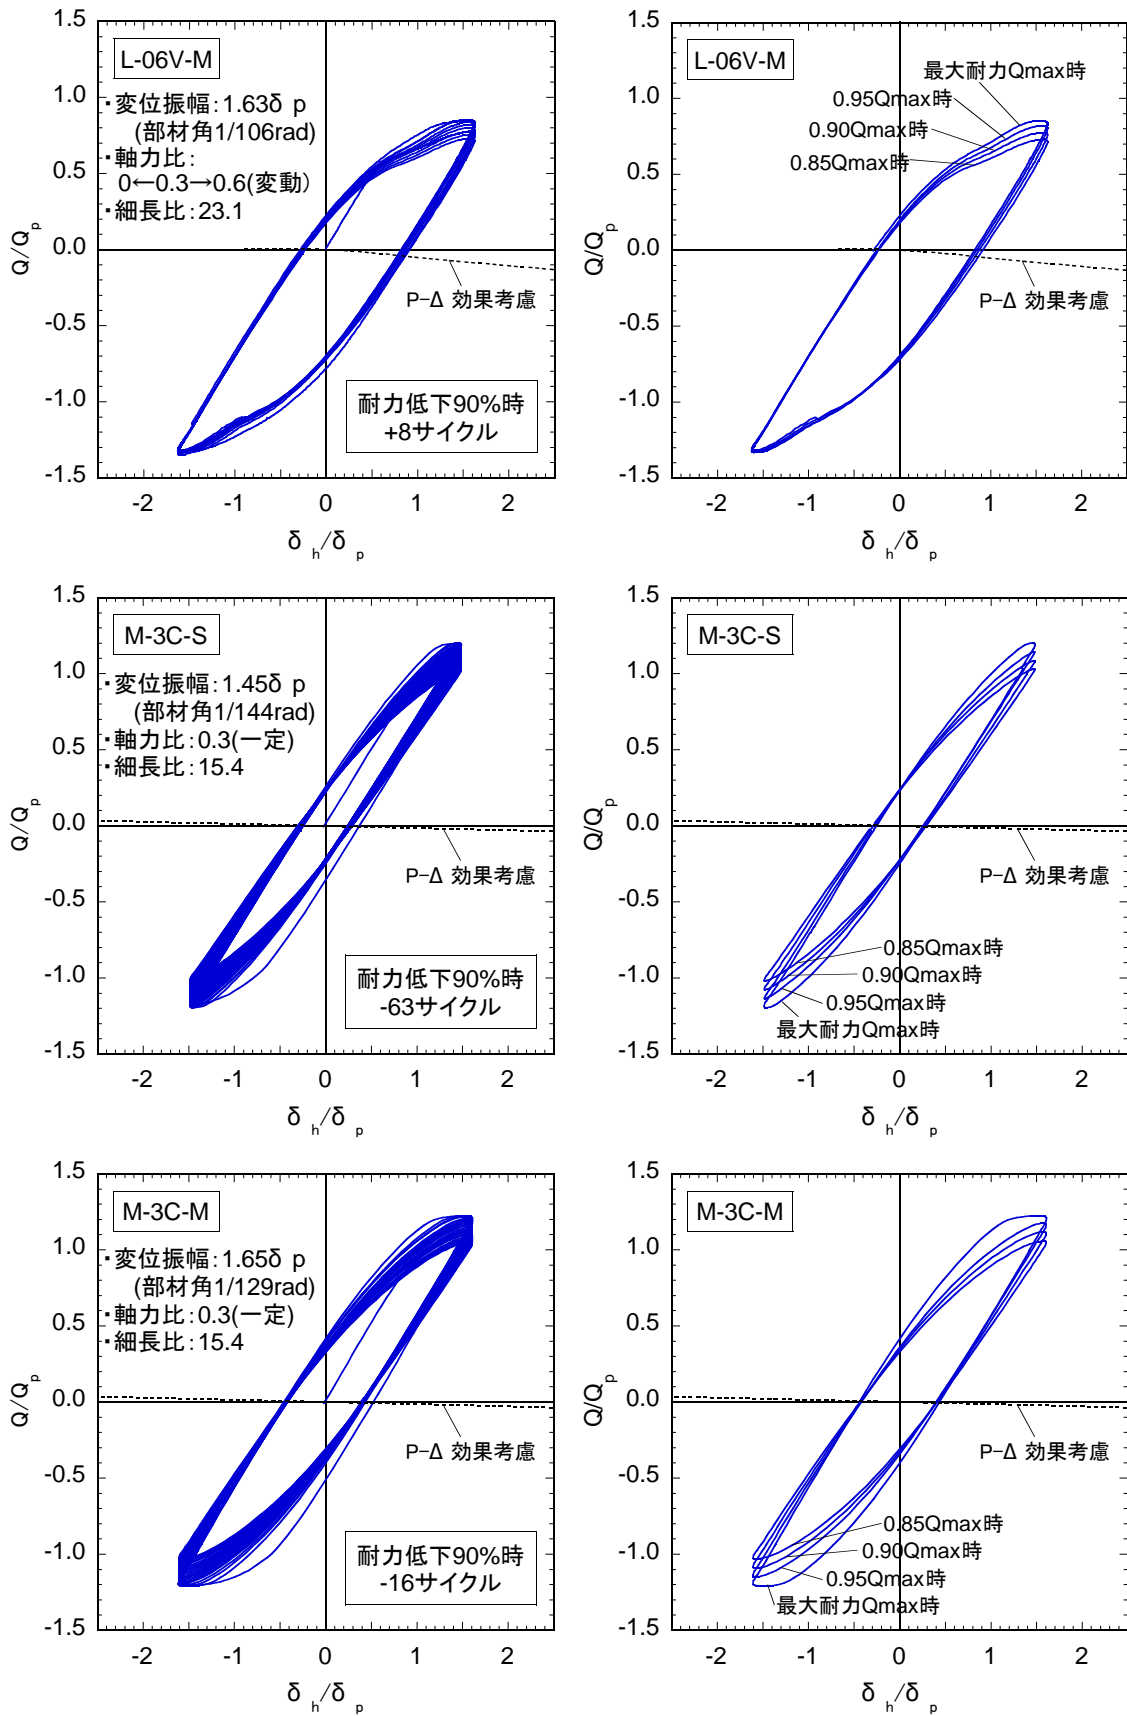 L-06V-M
・変位振幅：1.63δ p
(部材角1/106rad)
・軸力比：
0←0.3→0.6(変動)
・細長比：23.1
P-Δ 効果考慮
耐力低下90%時
+8サイクル
1.5
1.0
0.5
0.0
-0.5
-1.0
-1.5
Q/Qp
-2
-1
0
1
2
δ h/δ p
L-06V-M
最大耐力Qmax時
0.95Qmax時
0.90Qmax時
0.85Qmax時
P-Δ 効果考慮
1.5
1.0
0.5
0.0
-0.5
-1.0
-1.5
Q/Qp
-2
-1
0
1
2
δ h/δ p
M-3C-S
・変位振幅：1.45δ p
(部材角1/144rad)
・軸力比：0.3(一定)
・細長比：15.4
P-Δ 効果考慮
耐力低下90%時
-63サイクル
1.5
1.0
0.5
0.0
-0.5
-1.0
-1.5
Q/Qp
-2
-1
0
1
2
δ h/δ p
M-3C-S
P-Δ 効果考慮
0.85Qmax時
0.90Qmax時
0.95Qmax時
最大耐力Qmax時
1.5
1.0
0.5
0.0
-0.5
-1.0
-1.5
Q/Qp
-2
-1
0
1
2
δ h/δ p
M-3C-M
・変位振幅：1.65δ p
(部材角1/129rad)
・軸力比：0.3(一定)
・細長比：15.4
P-Δ 効果考慮
耐力低下90%時
-16サイクル
1.5
1.0
0.5
0.0
-0.5
-1.0
-1.5
Q/Qp
-2
-1
0
1
2
δ h/δ p
M-3C-M
P-Δ 効果考慮
0.85Qmax時
0.90Qmax時
0.95Qmax時
最大耐力Qmax時
1.5
1.0
0.5
0.0
-0.5
-1.0
-1.5
Q/Qp
-2
-1
0
1
2
δ h/δ p